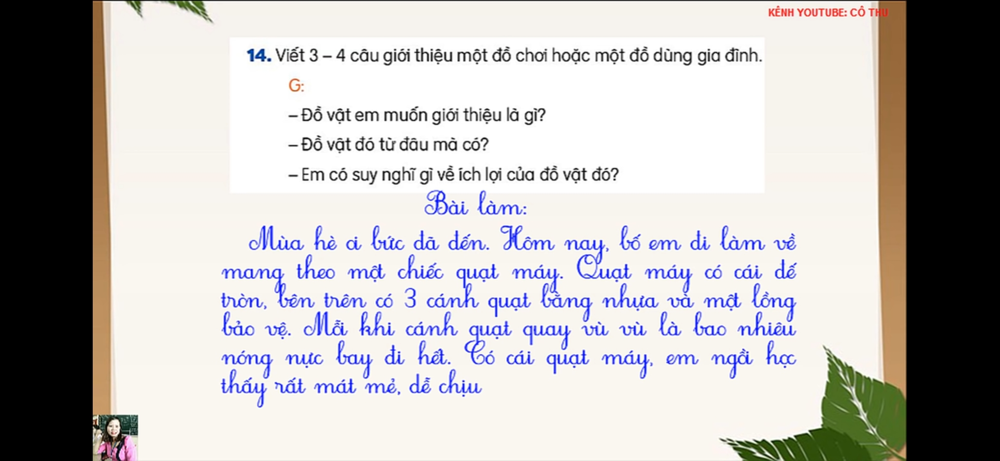 KÊNH YOUTUBE: CÔ THU
14. Viết 3 – 4 câu giới thiệu một đồ chơi hoặc một đồ dùng gia đình.
G:
– Đồ vật em muốn giới thiệu là gì?
– Đồ vật đó từ đâu mà có?
– Em có suy nghĩ gì về ích lợi của đồ vật đó?
Bài làm:
Mùa hè oi bức đã đến. Hôm nay, bố em đi làm về
mang theo một chiếc quạt máy. Quạt máy có cái đế
tròn, bên trên có 3 cánh quạt bằng nhựa và một lồng
bảo vệ. Mỗi khi cánh quạt quay vù vù là bao nhiêu
nóng nực bay đi hết. Có cái quạt máy, em ngồi học
thấy rất mát mẻ, dễ chịu